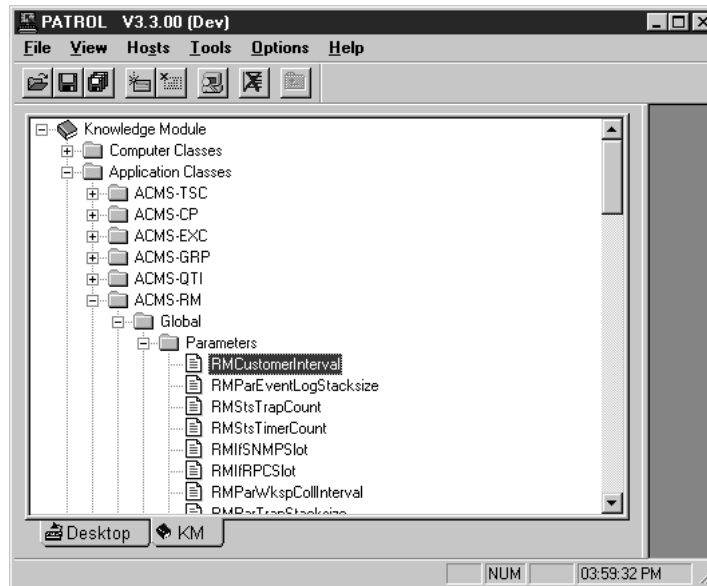 PATROL V3.3.00 (Dev)
File View Hosts Tools Options Help
Knowledge Module
Computer Classes
Application Classes
ACMS-TSC
ACMS-CP
ACMS-EXC
ACMS-GRP
ACMS-QTI
ACMS-RM
Global
Parameters
RMCustomerInterval
RMParEventLogStacksize
RMStsTrapCount
RMStsTimerCount
RMIfSNMPSlot
RMIfRPCSlot
RMParWkspCollInterval
RMParTrapStacksize
Desktop KM
NUM 03:59:32 PM